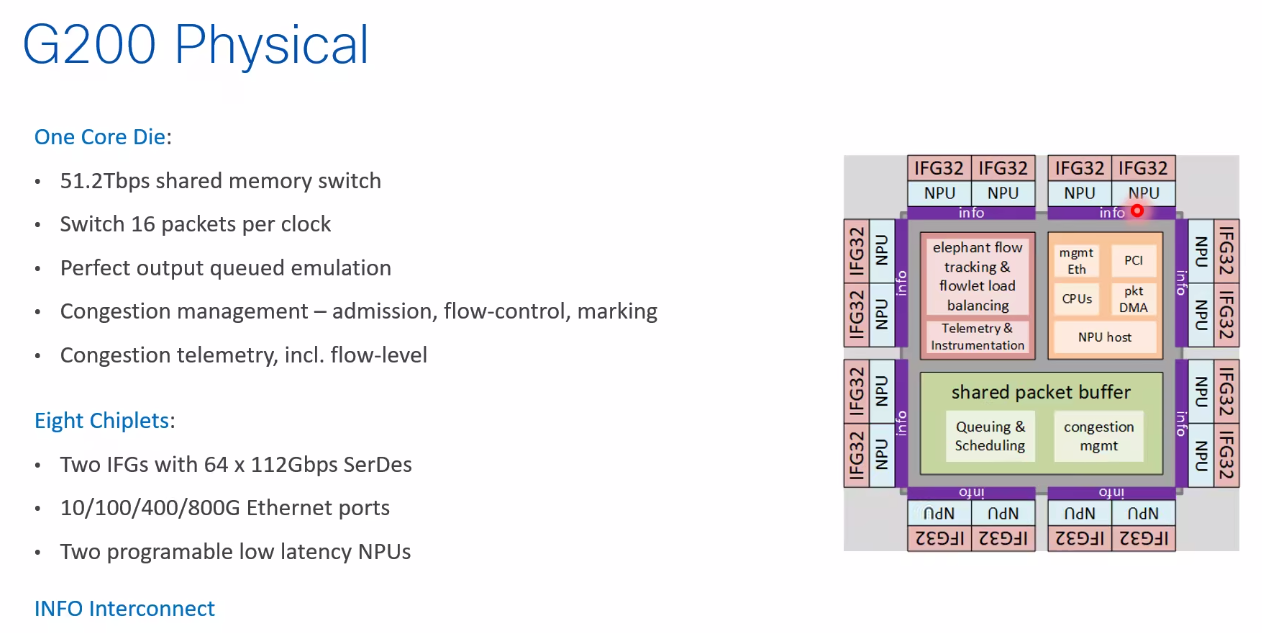 G200 Physical
One Core Die:
• 51.2Tbps shared memory switch
• Switch 16 packets per clock
• Perfect output queued emulation
• Congestion management – admission, flow-control, marking
• Congestion telemetry, incl. flow-level
Eight Chiplets:
• Two IFGs with 64 x 112Gbps SerDes
• 10/100/400/800G Ethernet ports
• Two programable low latency NPUs
INFO Interconnect
IFG32 IFG32 IFG32 IFG32
NPU NPU NPU NPU
info info
IFG32 NPU
IFG32 NPU
info
IFG32 NPU
IFG32 NPU
info
elephant flow
tracking &
flowlet load
balancing
Telemetry &
Instrumentation
mgmt
Eth
PCI
CPUs
pkt
DMA
NPU host
shared packet buffer
Queuing &
Scheduling
congestion
mgmt
info
NPU IFG32
NPU IFG32
info
NPU IFG32
NPU IFG32
info info
NPU NPU NPU NPU
IFG32 IFG32 IFG32 IFG32